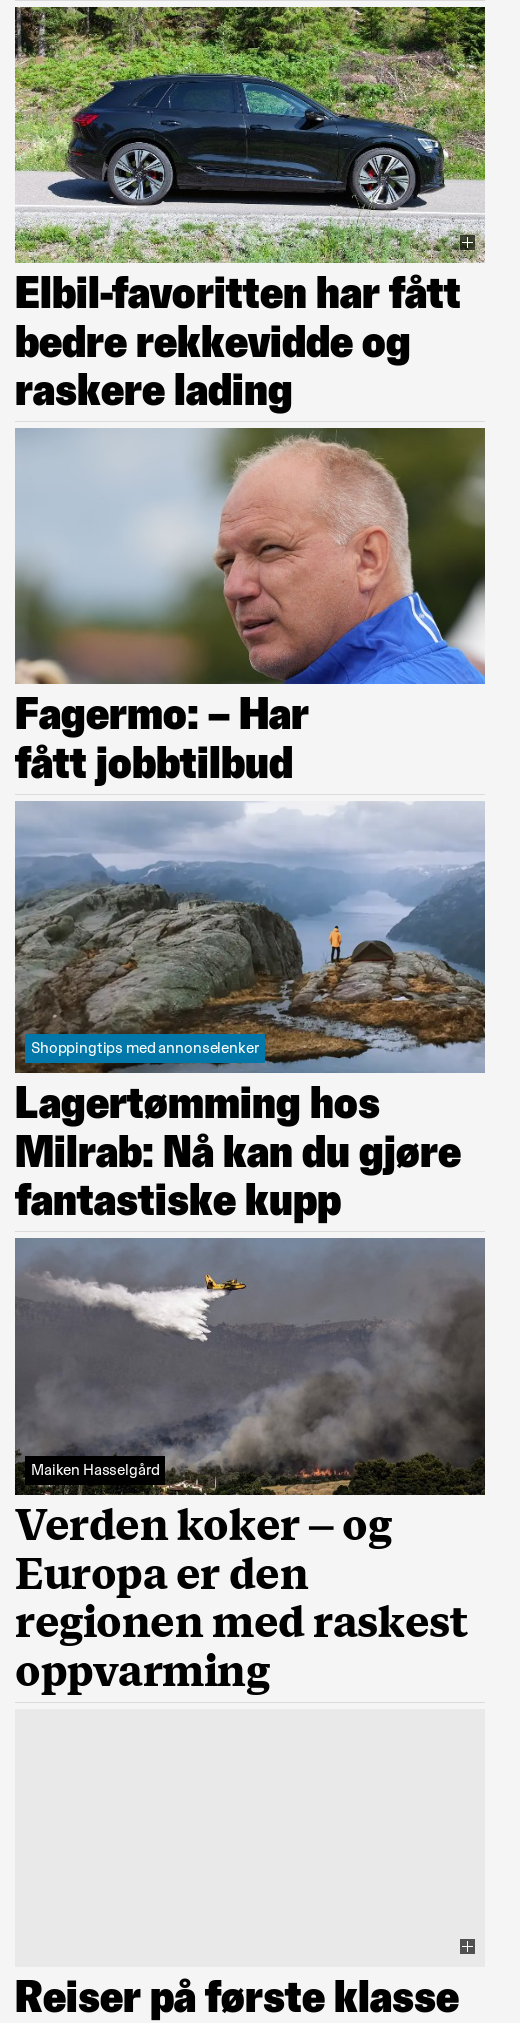 Elbil-favoritten har fått
bedre rekkevidde og
raskere lading
Fagermo: – Har
fått jobbtilbud
Shoppingtips med annonselenker
Lagertømming hos
Milrab: Nå kan du gjøre
fantastiske kupp
Maiken Hasselgård
Verden koker – og
Europa er den
regionen med raskest
oppvarming
Reiser på første klasse